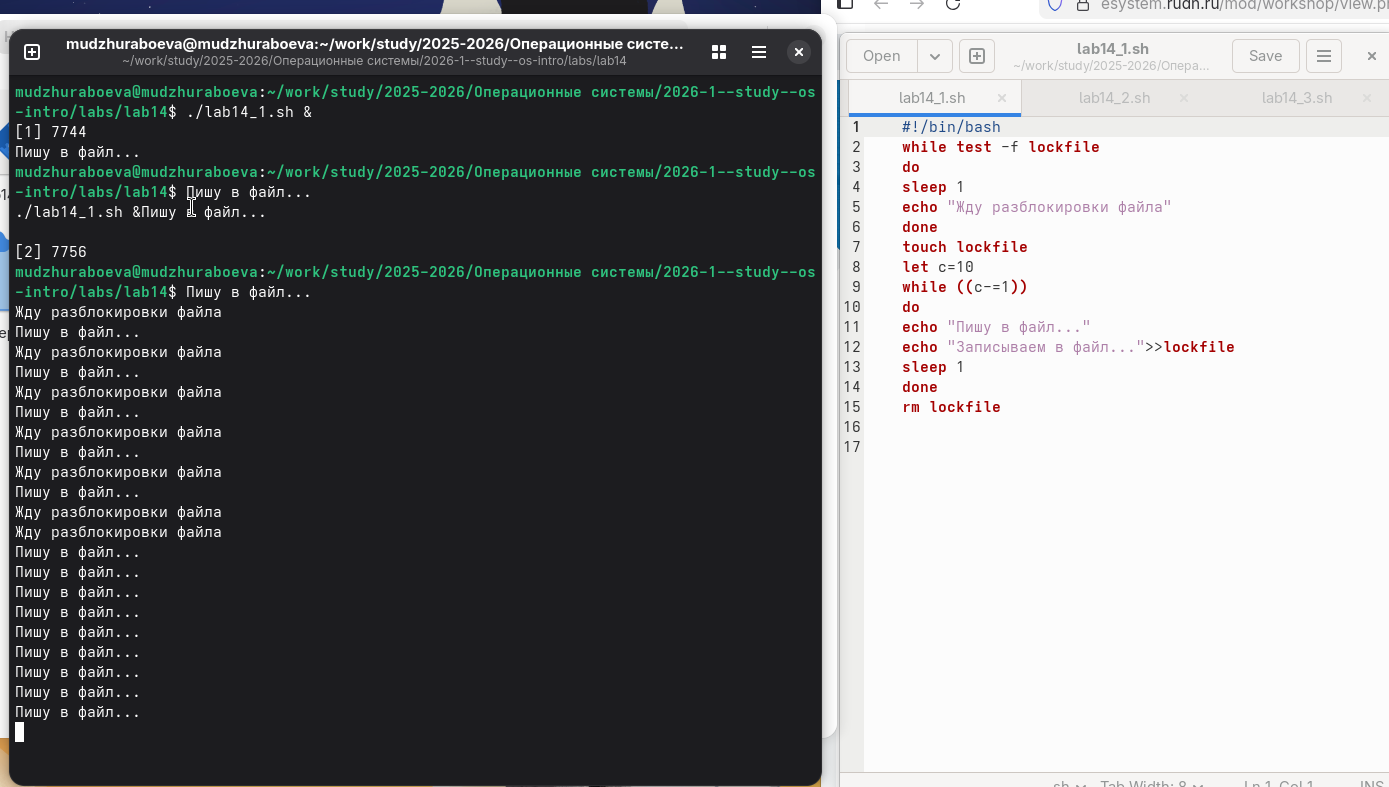 mudzhuraboeva@mudzhuraboeva:~/work/study/2025-2026/Операционные систе...
~/work/study/2025-2026/Операционные системы/2026-1--study--os-intro/labs/lab14
mudzhuraboeva@mudzhuraboeva:~/work/study/2025-2026/Операционные системы/2026-1--study--os
-intro/labs/lab14$ ./lab14_1.sh &
[1] 7744
Пишу в файл...
mudzhuraboeva@mudzhuraboeva:~/work/study/2025-2026/Операционные системы/2026-1--study--os
-intro/labs/lab14$ Пишу в файл...
./lab14_1.sh &Пишу в файл...
[2] 7756
mudzhuraboeva@mudzhuraboeva:~/work/study/2025-2026/Операционные системы/2026-1--study--os
-intro/labs/lab14$ Пишу в файл...
Жду разблокировки файла
Пишу в файл...
Жду разблокировки файла
Пишу в файл...
Жду разблокировки файла
Пишу в файл...
Жду разблокировки файла
Пишу в файл...
Жду разблокировки файла
Пишу в файл...
Жду разблокировки файла
Жду разблокировки файла
Пишу в файл...
Пишу в файл...
Пишу в файл...
Пишу в файл...
Пишу в файл...
Пишу в файл...
Пишу в файл...
Пишу в файл...
Пишу в файл...
esystem.rudn.ru/mod/workshop/view.p
Open
lab14_1.sh
~/work/study/2025-2026/Опера...
Save
lab14_1.sh
lab14_2.sh
lab14_3.sh
1 #!/bin/bash
2 while test -f lockfile
3 do
4 sleep 1
5 echo "Жду разблокировки файла"
6 done
7 touch lockfile
8 let c=10
9 while ((c-=1))
10 do
11 echo "Пишу в файл..."
12 echo "Записываем в файл...">>lockfile
13 sleep 1
14 done
15 rm lockfile
16
17
sh Tab Width: 8 Ln 1, Col 1 INS